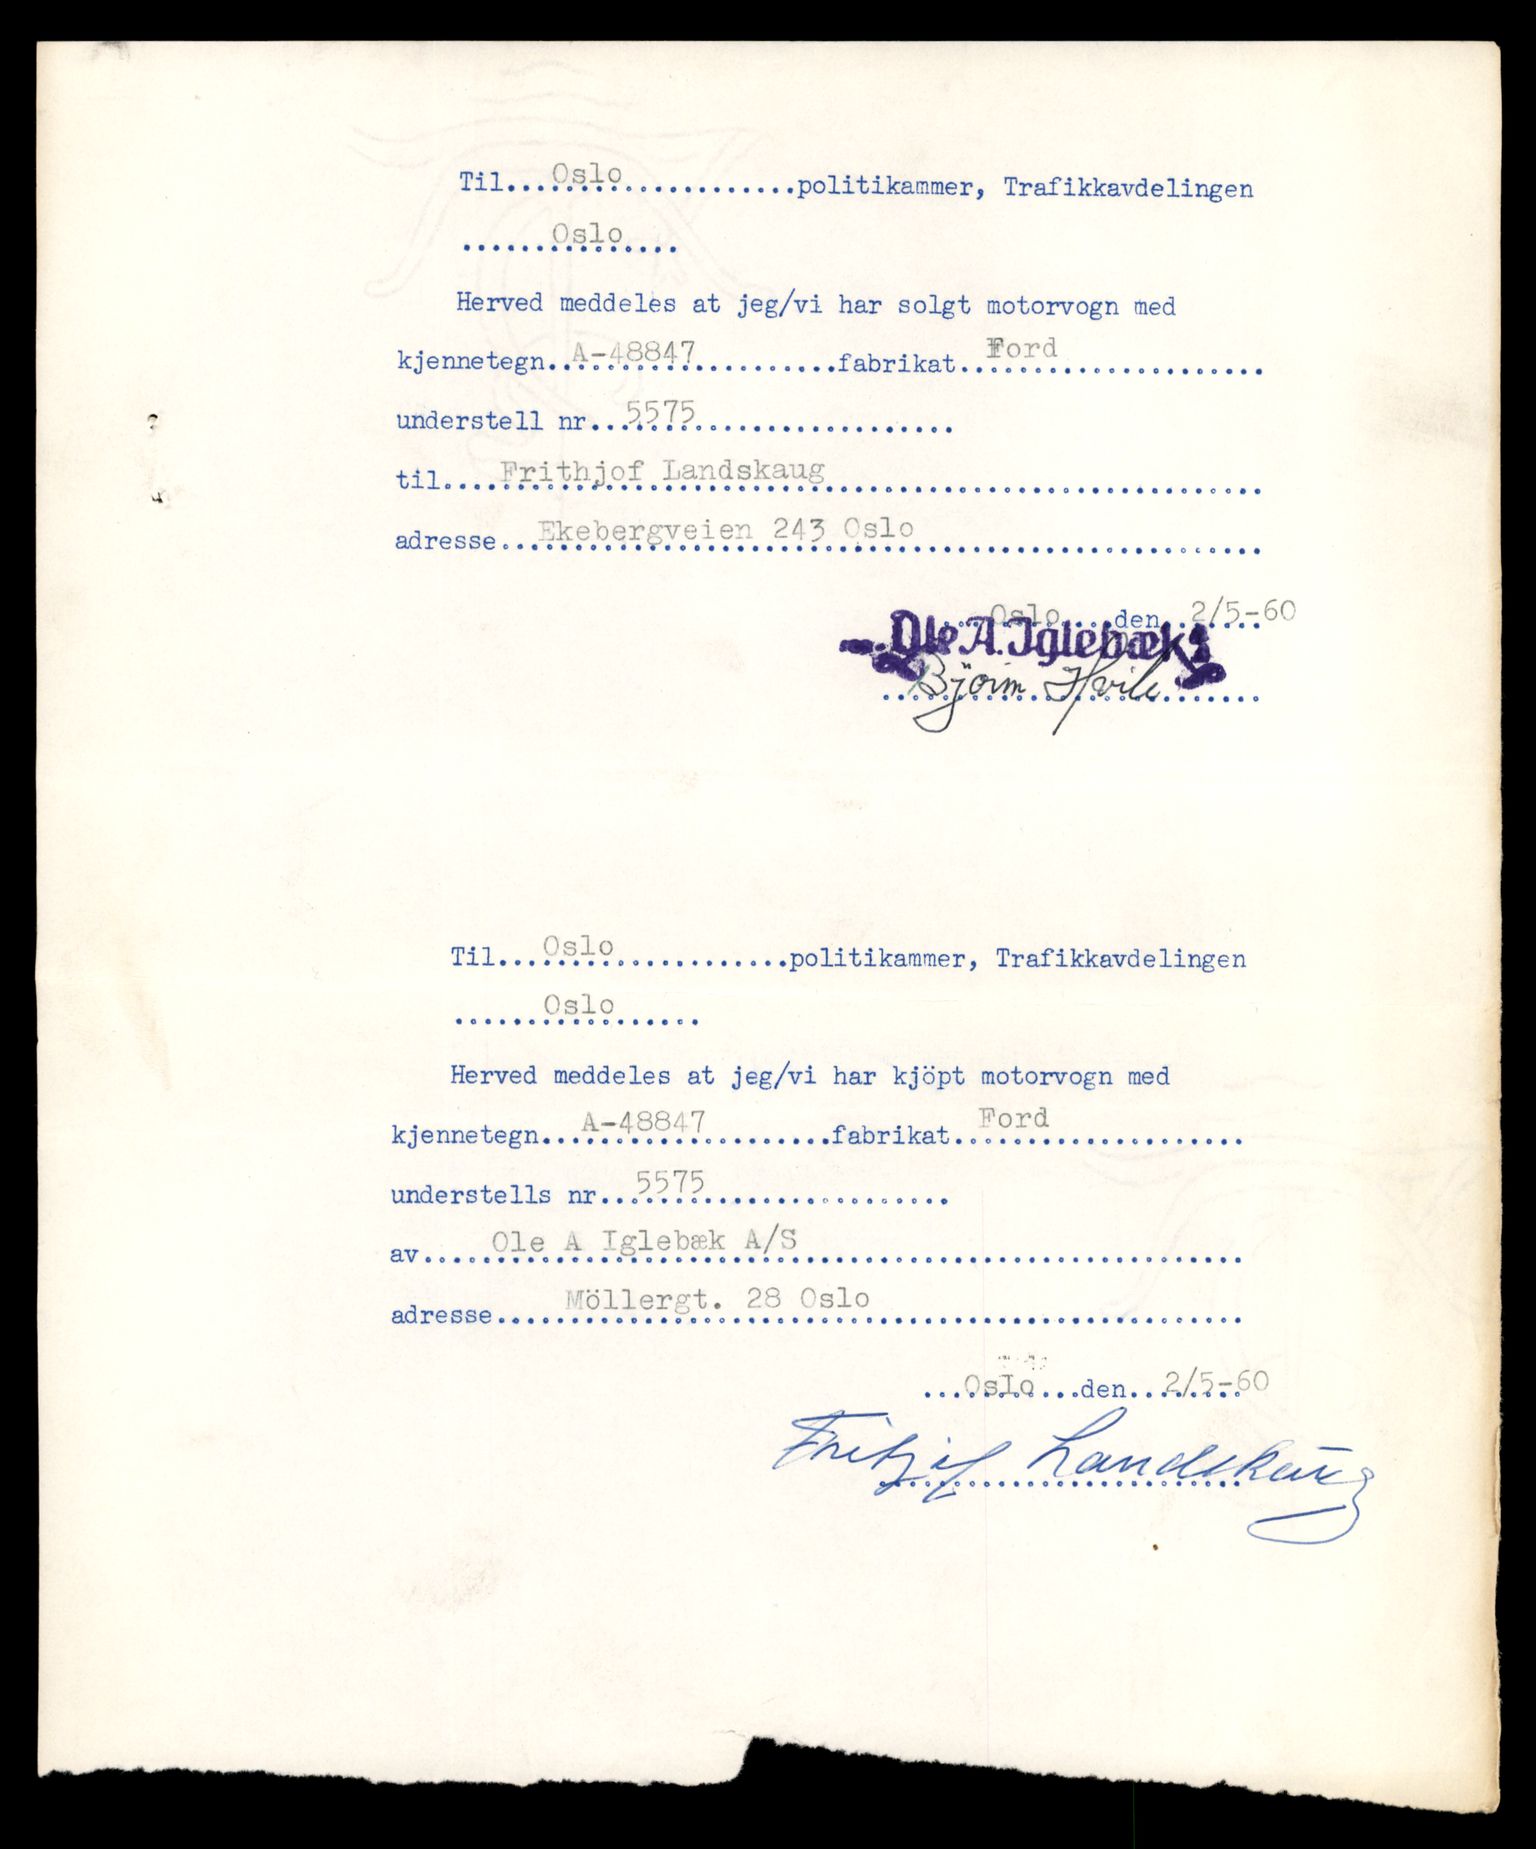 Til....Oslo....................politikammer, Trafikkavdelingen
.......Oslo........
Herved meddeles at jeg/vi har solgt motorvogn med
kjennetegn..A-48847............fabrikat..Ford...................
understell nr...5575..................
til....Frithjof Landskaug..............................
adresse...Ekebergveien 243 Oslo........................
...Oslo...den..2/5-60
Ole A. Iglebæk
Björn
Til....Oslo....................politikammer, Trafikkavdelingen
.......Oslo........
Herved meddeles at jeg/vi har kjöpt motorvogn med
kjennetegn...A-48847...........fabrikat..Ford...................
understells nr...5575..................
av.....Ole A Iglebæk A/S..............................
adresse.....Möllergt. 28 Oslo..........................
...Oslo...den..2/5-60
Fritjof Landskaug